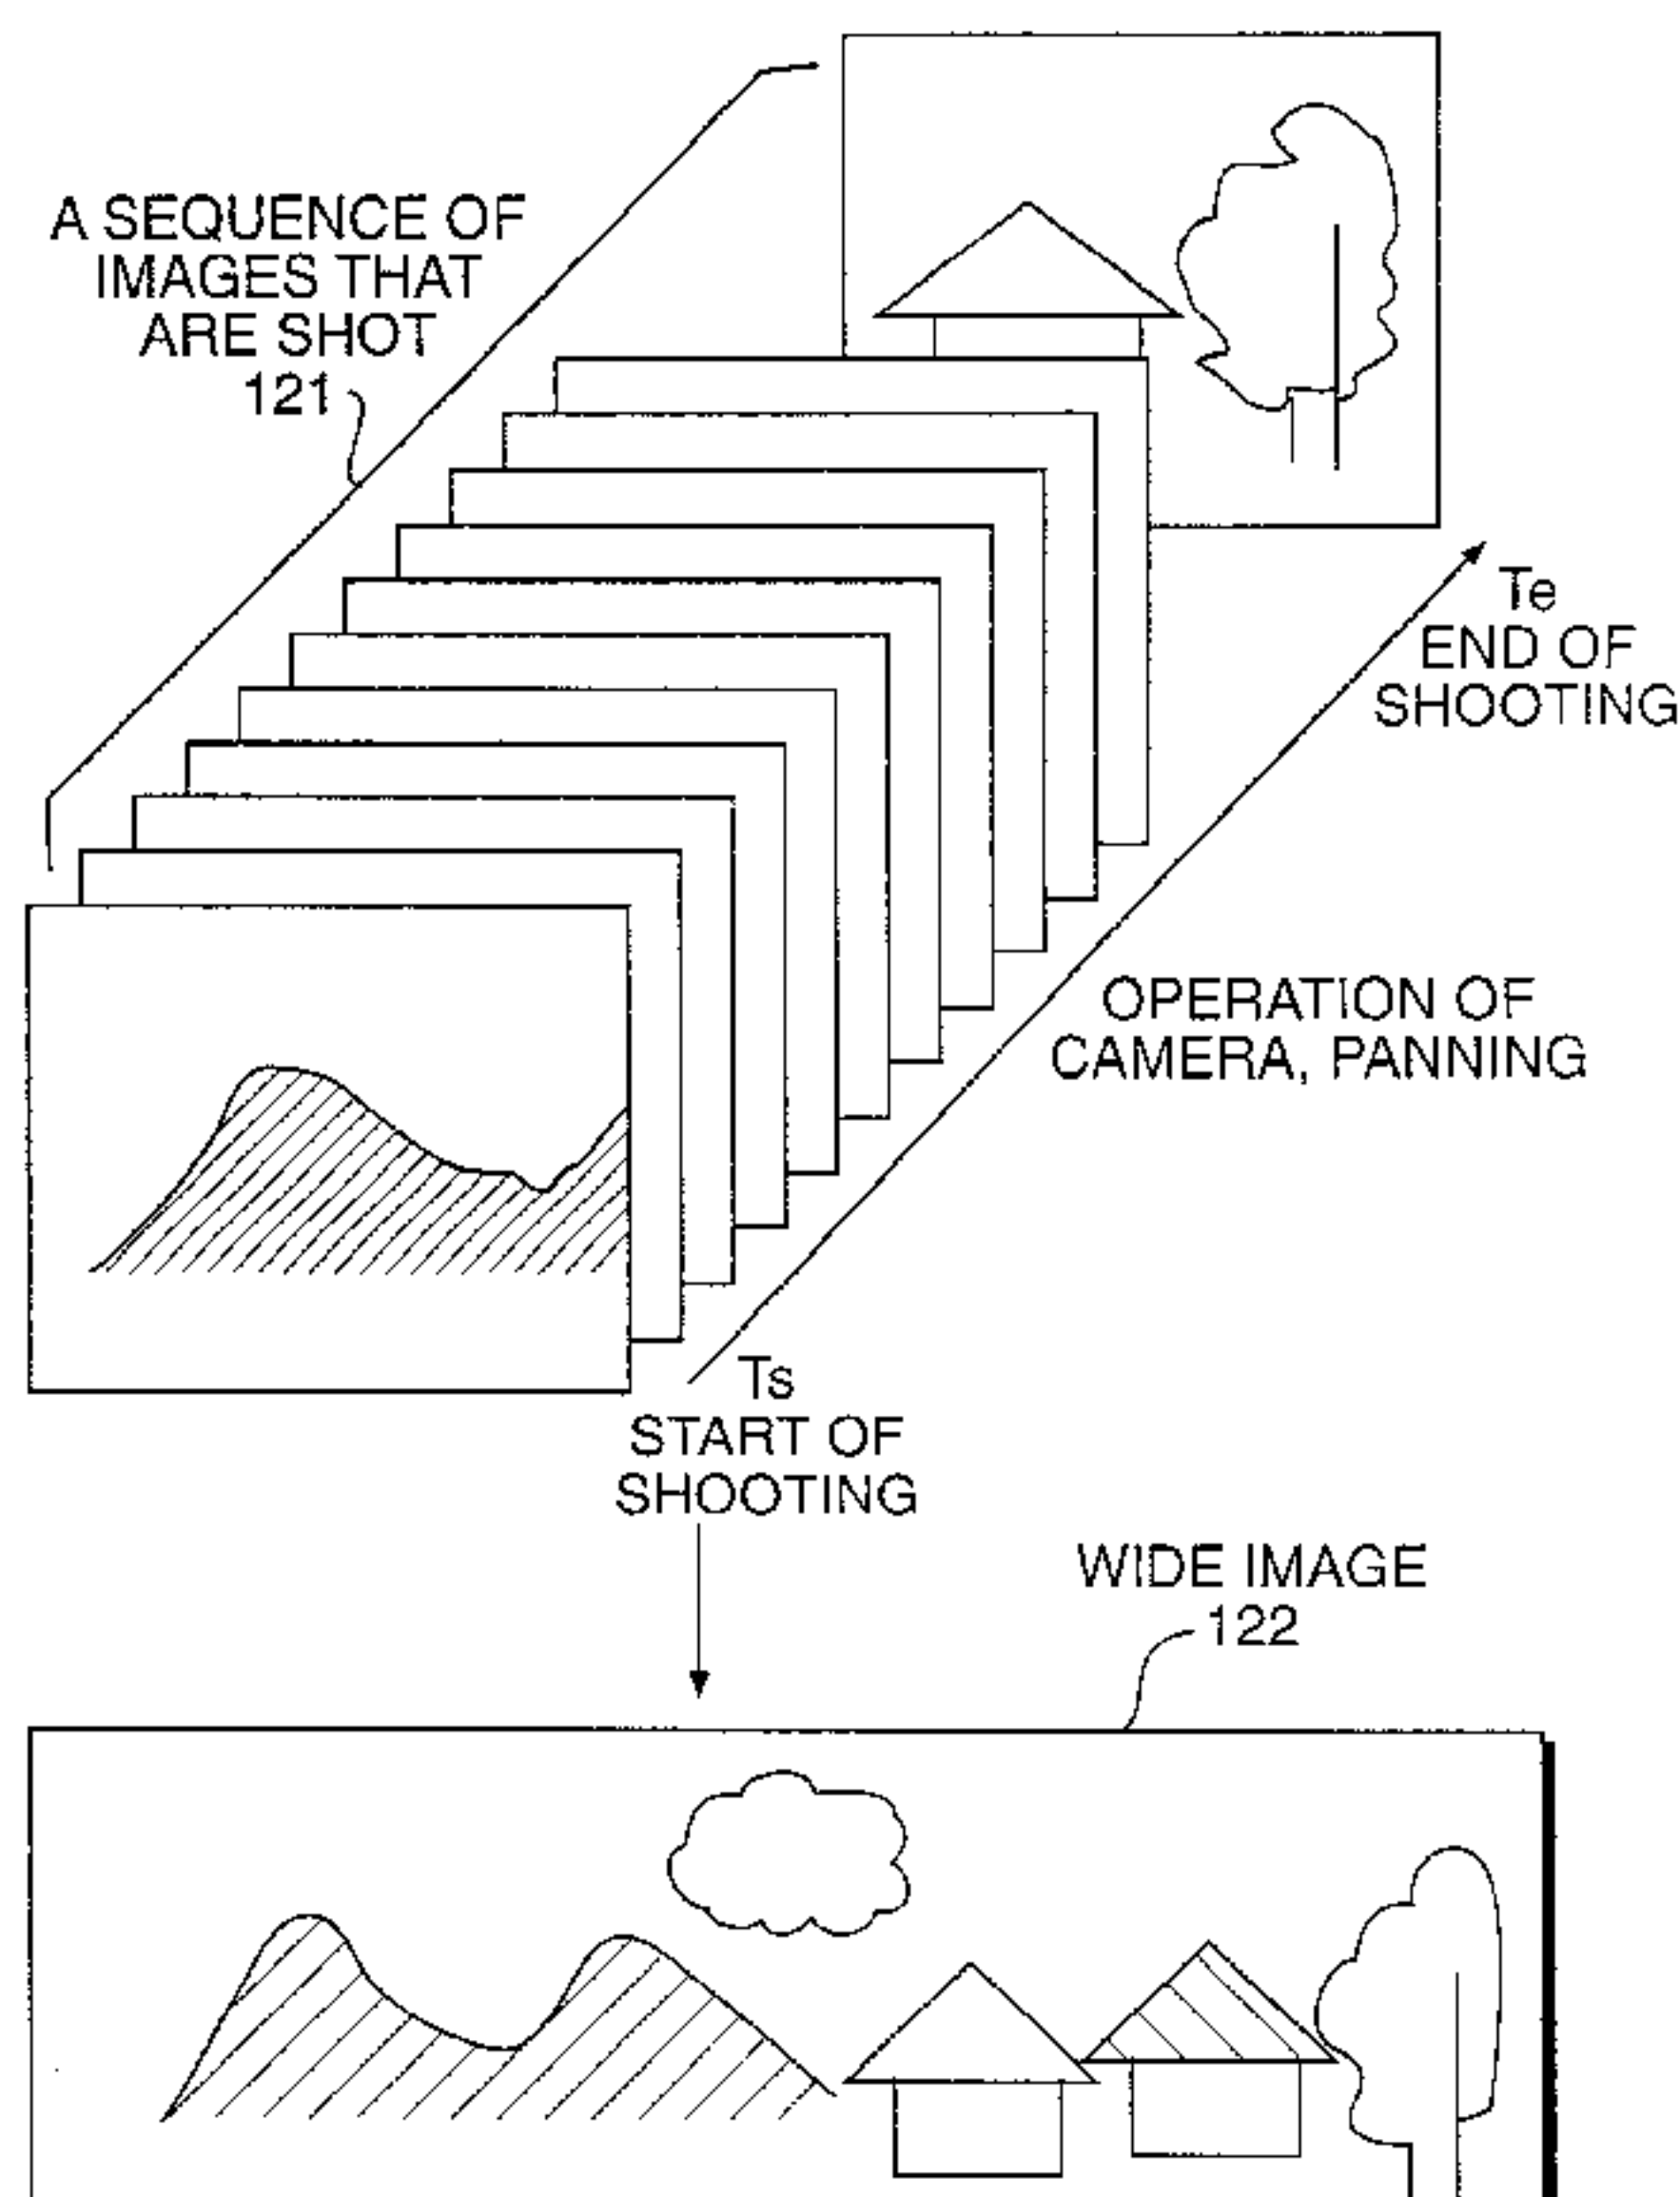 A SEQUENCE OF
IMAGES THAT
ARE SHOT
121
Te
END OF
SHOOTING
OPERATION OF
CAMERA, PANNING
Ts
START OF
SHOOTING
WIDE IMAGE
122